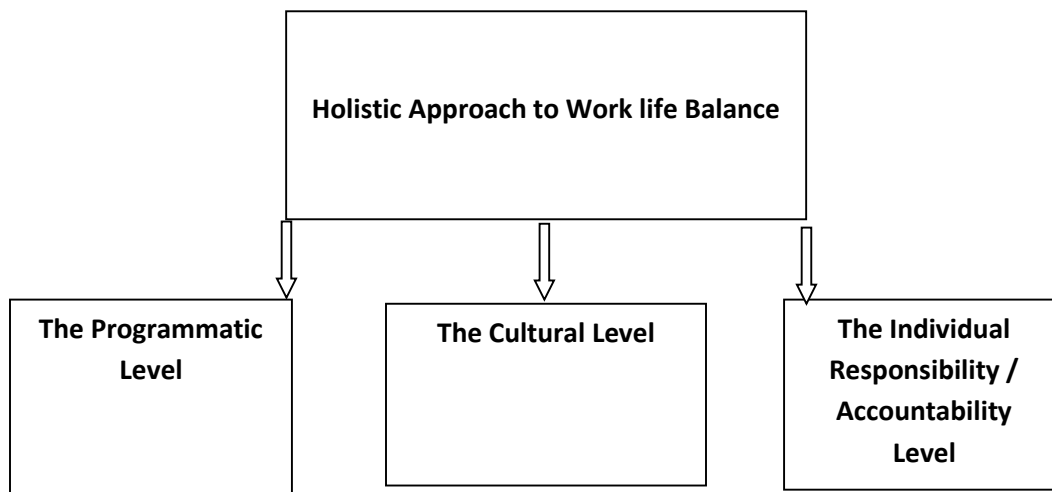 Holistic Approach to Work life Balance
The Programmatic
Level
The Cultural Level
The Individual
Responsibility /
Accountability
Level